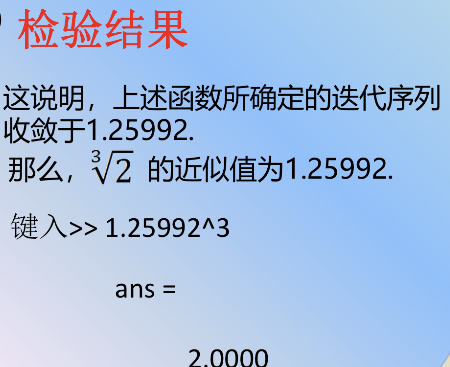 检验结果
这说明，上述函数所确定的迭代序列
收敛于1.25992.
那么，∛2 的近似值为1.25992.
键入>> 1.25992^3
ans =
2.0000